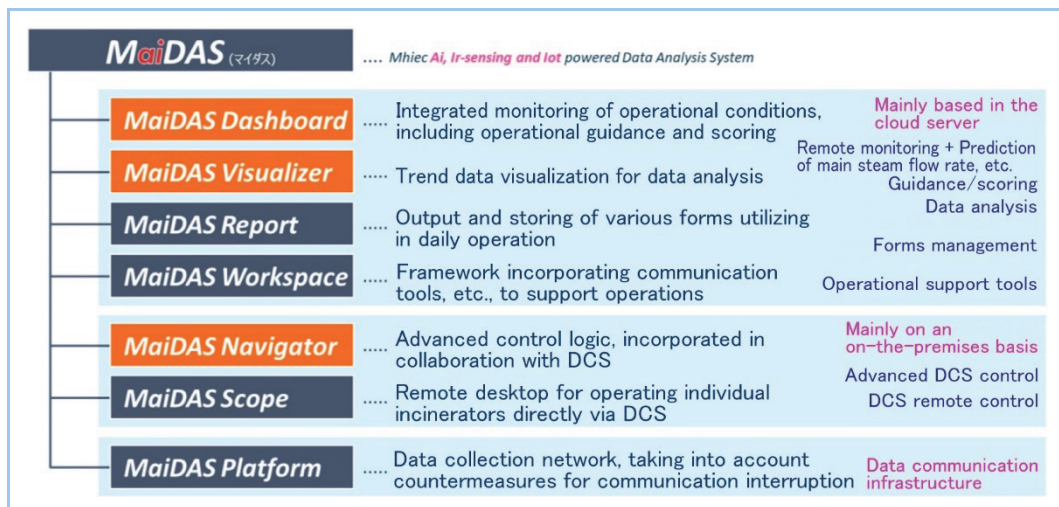 MaiDAS (マイダス) .... Mhiec Ai, Ir-sensing and Iot powered Data Analysis System
MaiDAS Dashboard ..... Integrated monitoring of operational conditions, including operational guidance and scoring
Mainly based in the cloud server
Remote monitoring + Prediction of main steam flow rate, etc.
Guidance/scoring
MaiDAS Visualizer ..... Trend data visualization for data analysis
Data analysis
MaiDAS Report ..... Output and storing of various forms utilizing in daily operation
Forms management
MaiDAS Workspace ..... Framework incorporating communication tools, etc., to support operations
Operational support tools
MaiDAS Navigator ..... Advanced control logic, incorporated in collaboration with DCS
Mainly on an on-the-premises basis
Advanced DCS control
MaiDAS Scope ..... Remote desktop for operating individual incinerators directly via DCS
DCS remote control
MaiDAS Platform ..... Data collection network, taking into account countermeasures for communication interruption
Data communication infrastructure